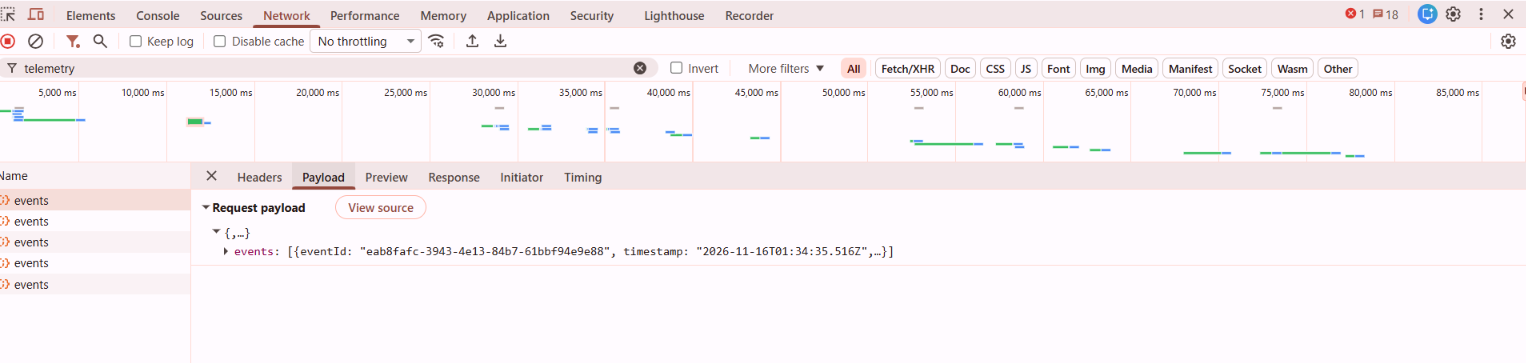 Elements Console Sources Network Performance Memory Application Security Lighthouse Recorder 1 18
Keep log Disable cache No throttling
telemetry Invert More filters All Fetch/XHR Doc CSS JS Font Img Media Manifest Socket Wasm Other
5,000 ms 10,000 ms 15,000 ms 20,000 ms 25,000 ms 30,000 ms 35,000 ms 40,000 ms 45,000 ms 50,000 ms 55,000 ms 60,000 ms 65,000 ms 70,000 ms 75,000 ms 80,000 ms 85,000 ms
Name Headers Payload Preview Response Initiator Timing
events
events
events
events
events
Request payload View source
{,…}
events: [{eventId: "eab8fafc-3943-4e13-84b7-61bbf94e9e88", timestamp: "2026-11-16T01:34:35.516Z",…}]